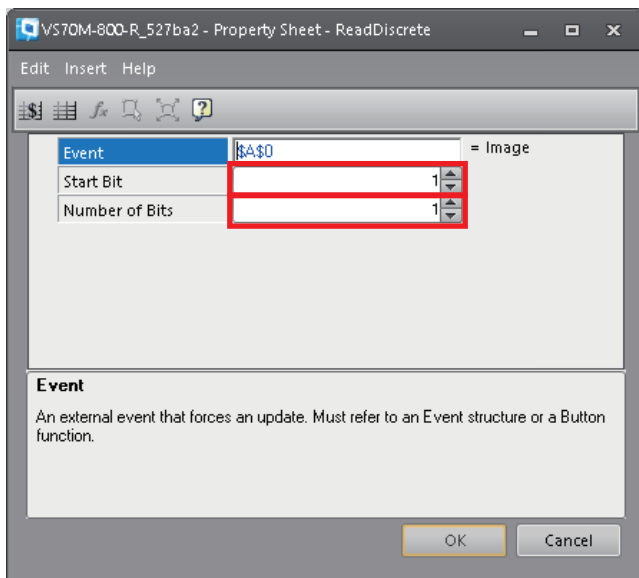 VS70M-800-R_527ba2 - Property Sheet - ReadDiscrete
Edit Insert Help
Event $A$0 = Image
Start Bit 1
Number of Bits 1
Event
An external event that forces an update. Must refer to an Event structure or a Button
function.
OK Cancel